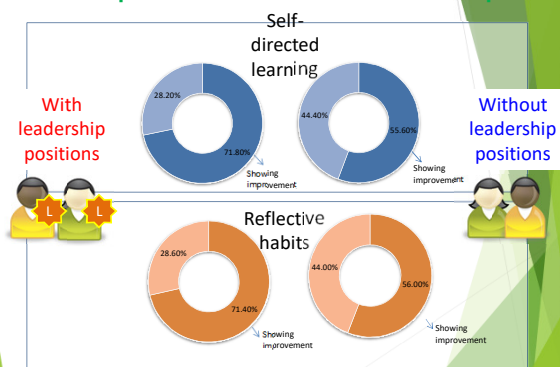 Self-
directed
learning
With
leadership
positions
28.20%
71.80%
Showing
improvement
44.40%
55.60%
Showing
improvement
Without
leadership
positions
L
L
Reflective
habits
28.60%
71.40%
Showing
improvement
44.00%
56.00%
Showing
improvement